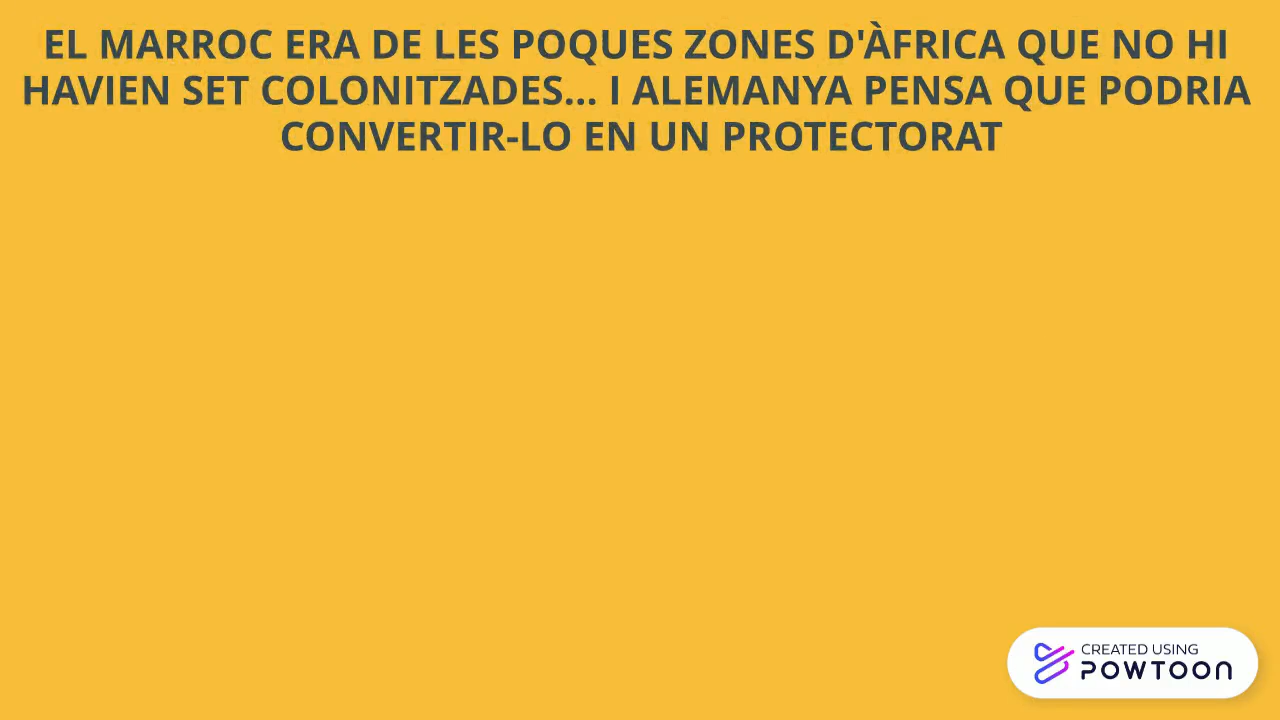 EL MARROC ERA DE LES POQUES ZONES D'ÀFRICA QUE NO HI
HAVIEN SET COLONITZADES... I ALEMANYA PENSA QUE PODRIA
CONVERTIR-LO EN UN PROTECTORAT
CREATED USING
POWTOON